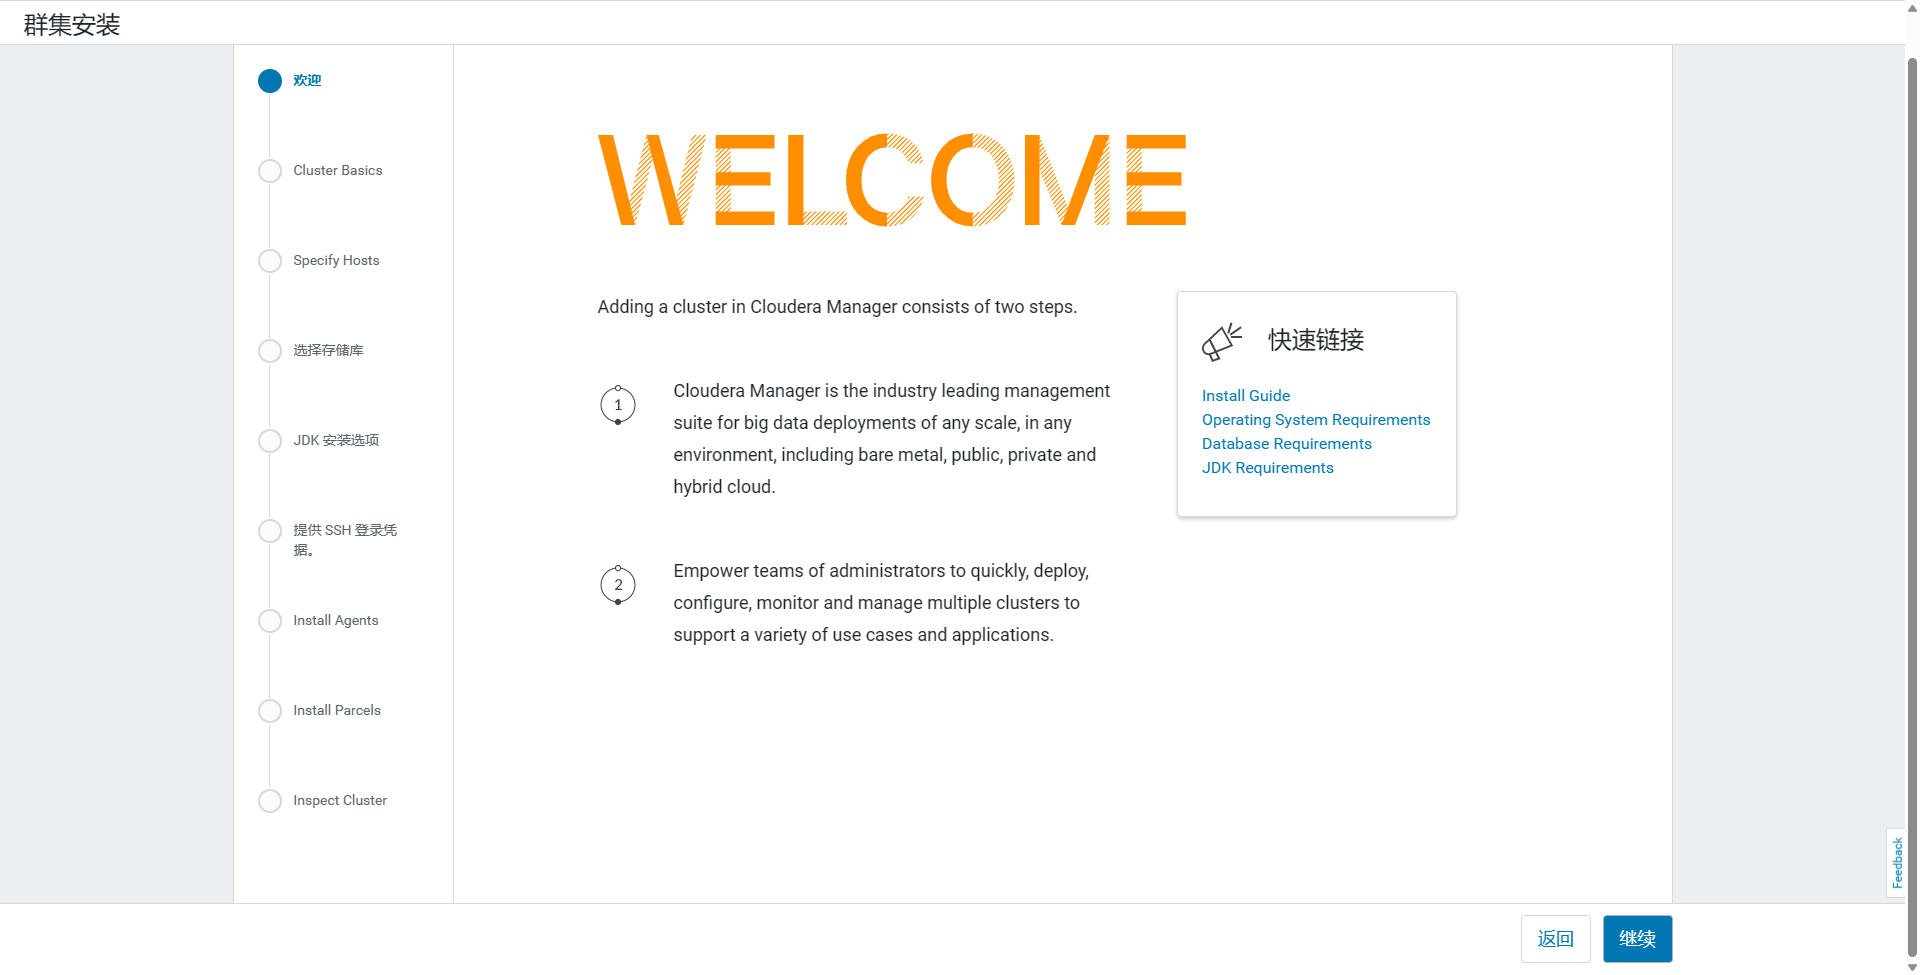 群集安装
欢迎
Cluster Basics
Specify Hosts
选择存储库
JDK 安装选项
提供 SSH 登录凭
据。
Install Agents
Install Parcels
Inspect Cluster
WELCOME
Adding a cluster in Cloudera Manager consists of two steps.
1
Cloudera Manager is the industry leading management
suite for big data deployments of any scale, in any
environment, including bare metal, public, private and
hybrid cloud.
2
Empower teams of administrators to quickly, deploy,
configure, monitor and manage multiple clusters to
support a variety of use cases and applications.
快速链接
Install Guide
Operating System Requirements
Database Requirements
JDK Requirements
Feedback
返回
继续